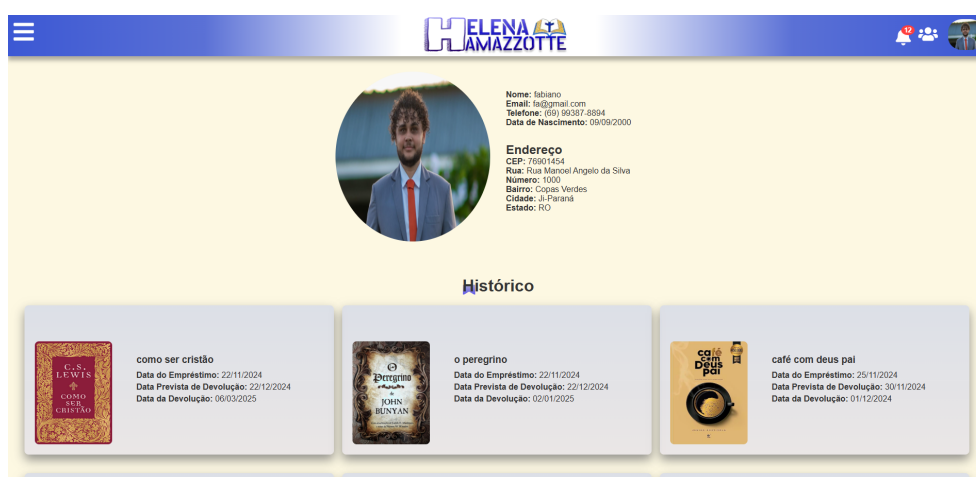 HELENA
HAMAZZOTTE
12
Nome: fabiano
Email: fa@gmail.com
Telefone: (69) 99387-8894
Data de Nascimento: 09/09/2000
Endereço
CEP: 76901454
Rua: Rua Manoel Angelo da Silva
Número: 1000
Bairro: Copas Verdes
Cidade: Ji-Paraná
Estado: RO
Histórico
C.S.
LEWIS
COMO
SER
CRISTÃO
como ser cristão
Data do Empréstimo: 22/11/2024
Data Prevista de Devolução: 22/12/2024
Data da Devolução: 06/03/2025
O
Peregrino
de
JOHN
BUNYAN
o peregrino
Data do Empréstimo: 22/11/2024
Data Prevista de Devolução: 22/12/2024
Data da Devolução: 02/01/2025
café
com
Deus
pai
café com deus pai
Data do Empréstimo: 25/11/2024
Data Prevista de Devolução: 30/11/2024
Data da Devolução: 01/12/2024